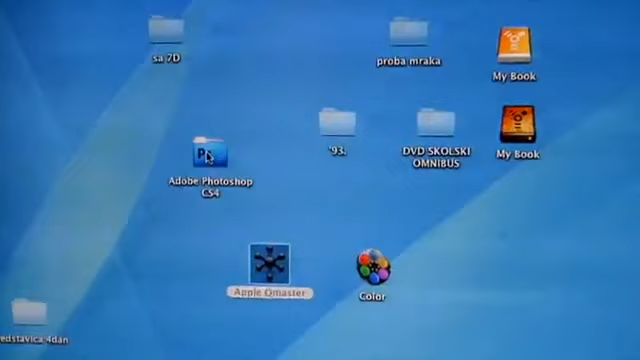 sa 7D
proba mraka
My Book
'93.
DVD SKOLSKI
OMNIBUS
My Book
Ps
Adobe Photoshop
CS4
Apple Qmaster
Color
edstavica 4dan